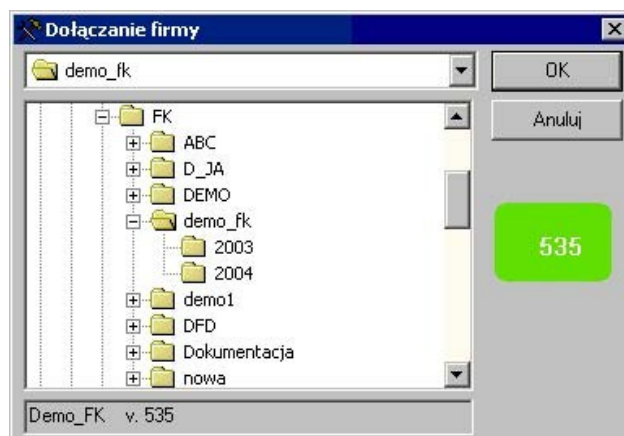 Dołączanie firmy
demo_fk
OK
Anuluj
FK
ABC
D_JA
DEMO
demo_fk
2003
2004
demo1
DFD
Dokumentacja
nowa
535
Demo_FK v. 535